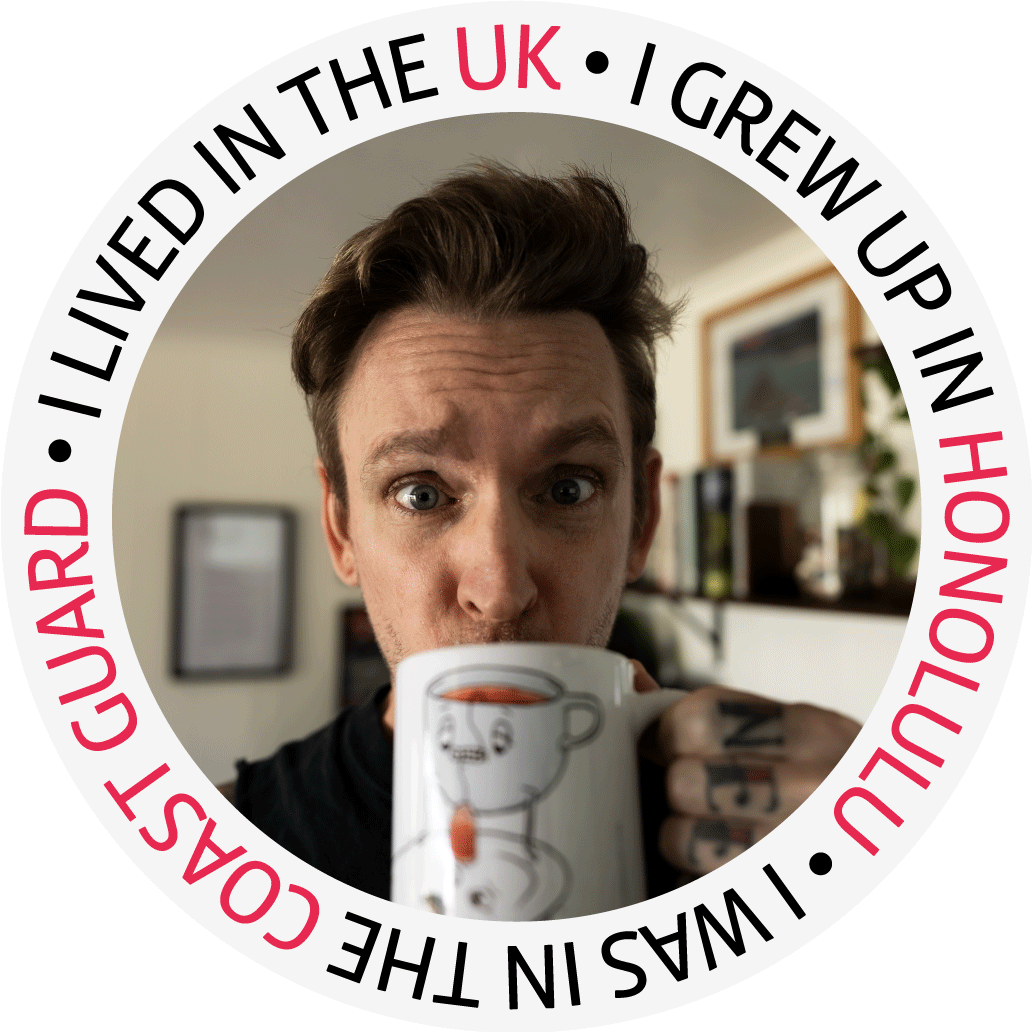 I LIVED IN THE UK • I GREW UP IN HONOLULU • I WAS IN THE COAST GUARD •